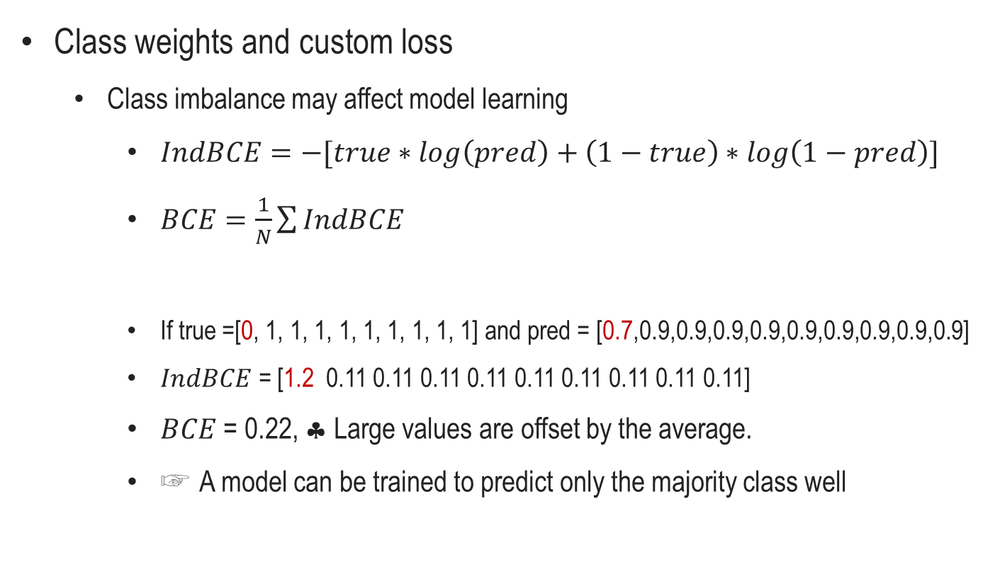 • Class weights and custom loss
• Class imbalance may affect model learning
• IndBCE = −[true ∗ log(pred) + (1 − true) ∗ log(1 − pred)]
• BCE = 1/N ∑ IndBCE
• If true =[0, 1, 1, 1, 1, 1, 1, 1, 1, 1] and pred = [0.7,0.9,0.9,0.9,0.9,0.9,0.9,0.9,0.9,0.9]
• IndBCE = [1.2 0.11 0.11 0.11 0.11 0.11 0.11 0.11 0.11 0.11]
• BCE = 0.22, ♣ Large values are offset by the average.
• ☞ A model can be trained to predict only the majority class well